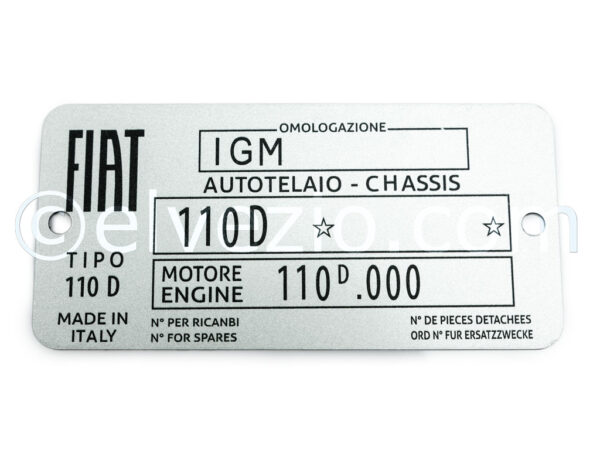 FIAT
TIPO
110 D
MADE IN
ITALY
OMOLOGAZIONE
IGM
AUTOTELAIO - CHASSIS
110D ☆ ☆
MOTORE
ENGINE
110ᴰ.000
N° PER RICANBI
N° FOR SPARES
N° DE PIECES DETACHEES
ORD N° FUR ERSATZZWECKE
©elvezio.com